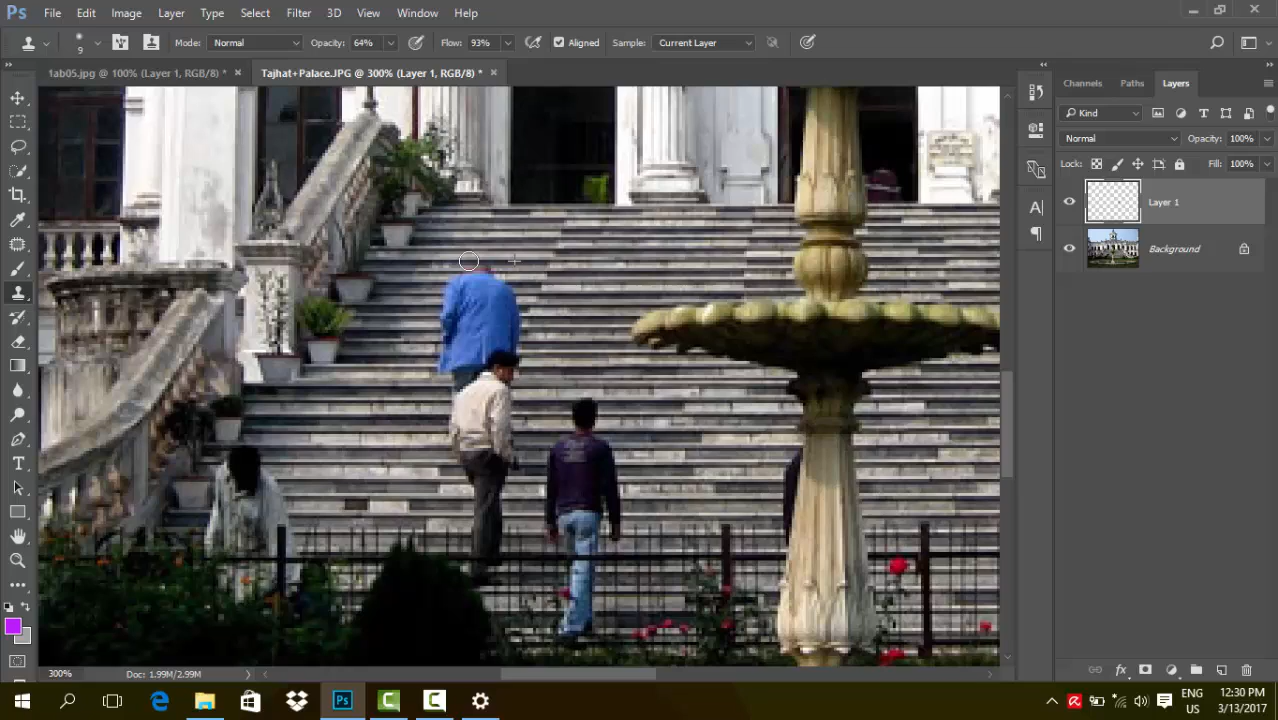 Ps File Edit Image Layer Type Select Filter 3D View Window Help
9 Mode: Normal Opacity: 64% Flow: 93% Aligned Sample: Current Layer
1ab05.jpg @ 100% (Layer 1, RGB/8) * Tajhat+Palace.JPG @ 300% (Layer 1, RGB/8) *
Channels Paths Layers
Kind
Normal Opacity: 100%
Lock: Fill: 100%
Layer 1
Background
300% Doc: 1.99M/2.99M
ENG 12:30 PM
US 3/13/2017